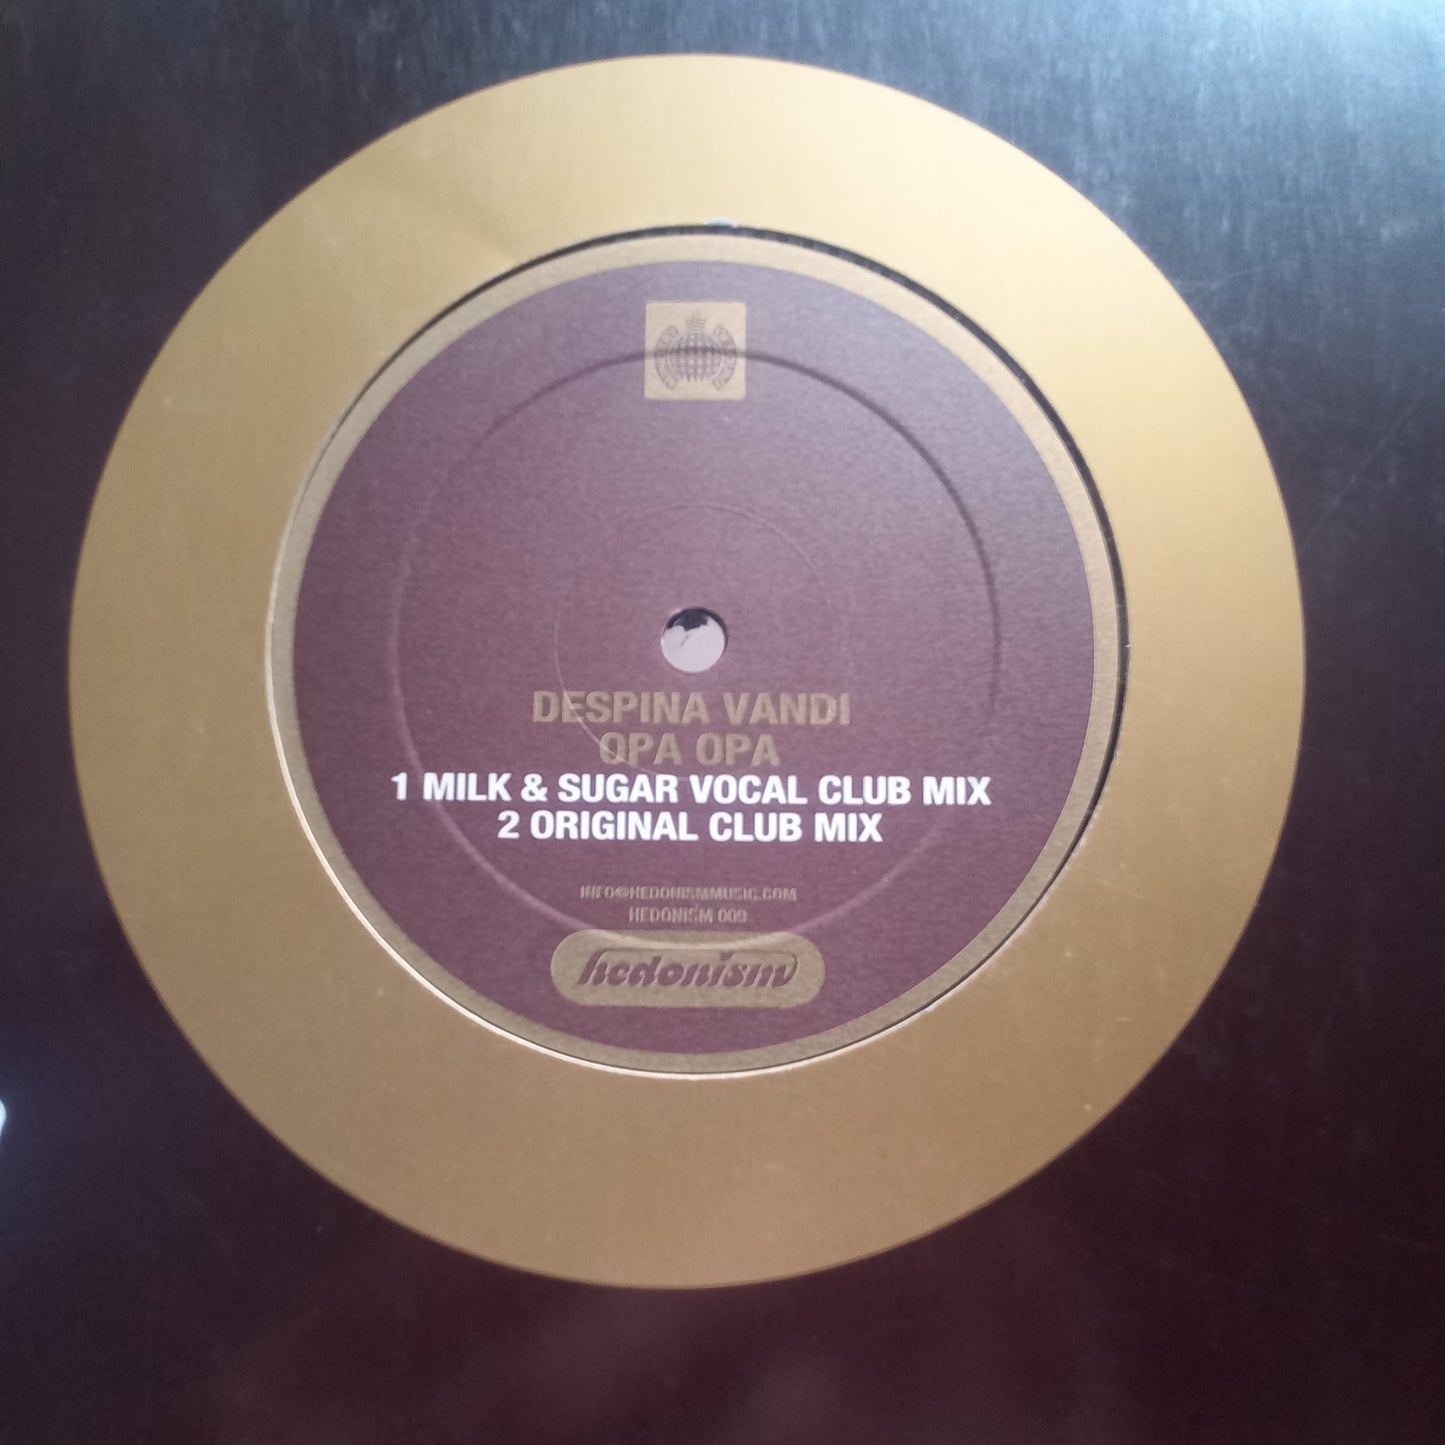 DESPINA VANDI
OPA OPA
1 MILK & SUGAR VOCAL CLUB MIX
2 ORIGINAL CLUB MIX
INFO@HEDONISMMUSIC.COM
HEDONISM 009
hedonism